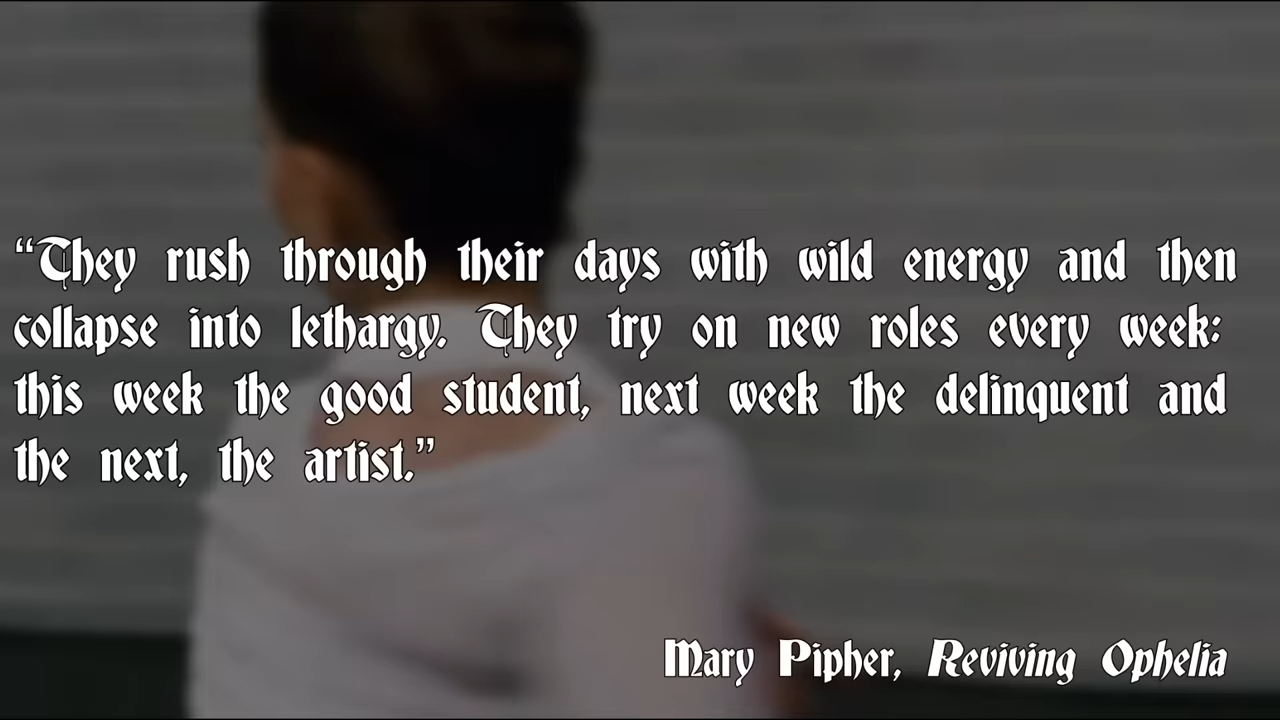 “They rush through their days with wild energy and then
collapse into lethargy. They try on new roles every week:
this week the good student, next week the delinquent and
the next, the artist.”
Mary Pipher, Reviving Ophelia